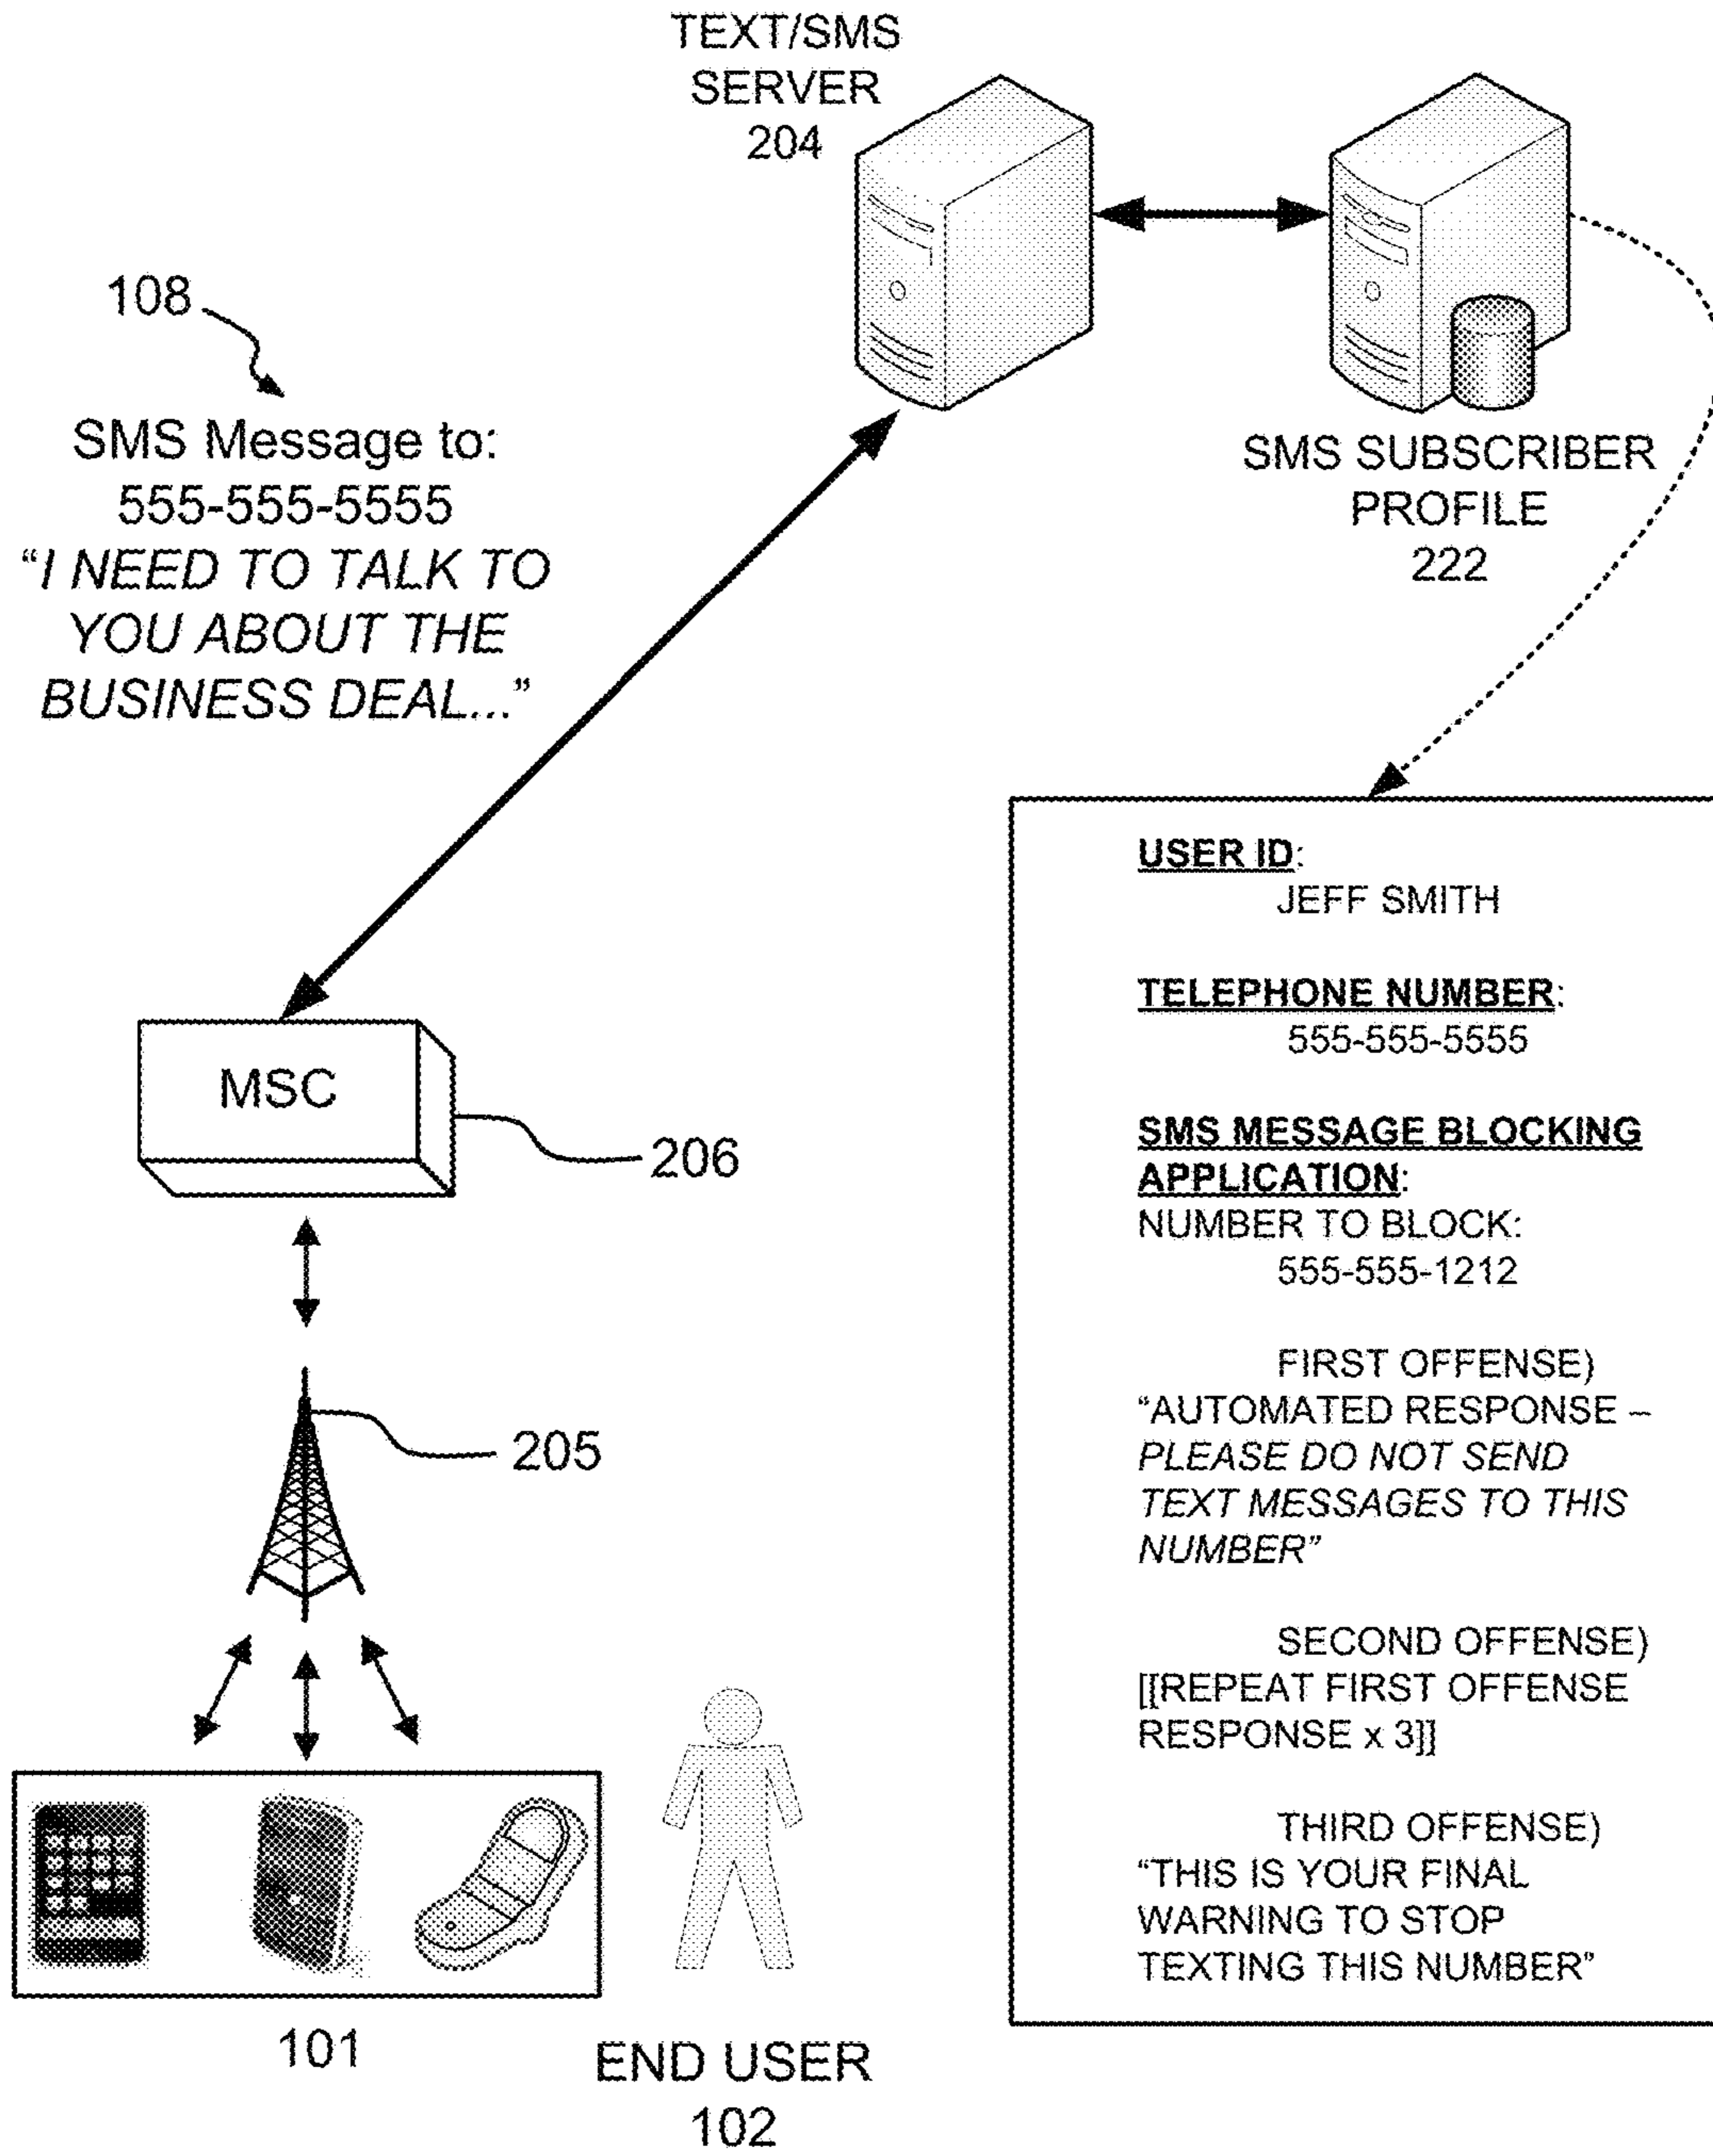 TEXT/SMS
SERVER
204
108
SMS Message to:
555-555-5555
“I NEED TO TALK TO
YOU ABOUT THE
BUSINESS DEAL...”
SMS SUBSCRIBER
PROFILE
222
MSC
206
205
101
END USER
102
USER ID:
JEFF SMITH
TELEPHONE NUMBER:
555-555-5555
SMS MESSAGE BLOCKING
APPLICATION:
NUMBER TO BLOCK:
555-555-1212
FIRST OFFENSE)
“AUTOMATED RESPONSE –
PLEASE DO NOT SEND
TEXT MESSAGES TO THIS
NUMBER”
SECOND OFFENSE)
[[REPEAT FIRST OFFENSE
RESPONSE x 3]]
THIRD OFFENSE)
“THIS IS YOUR FINAL
WARNING TO STOP
TEXTING THIS NUMBER”